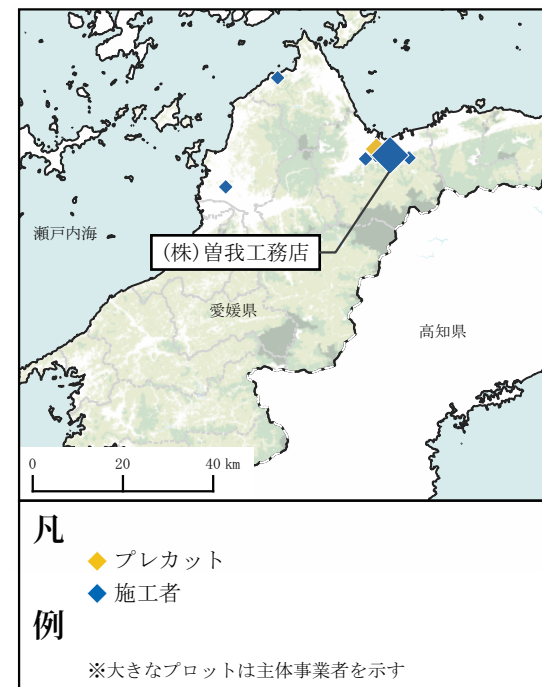 瀬戸内海
(株)曽我工務店
愛媛県
高知県
0 20 40 km
凡
プレカット
施工者
例
※大きなプロットは主体事業者を示す